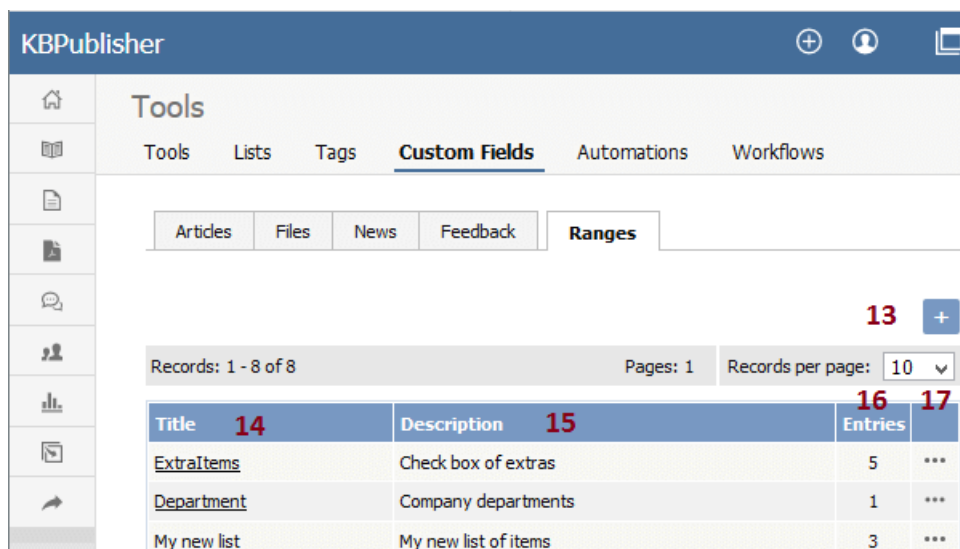 KBPublisher
Tools
Tools Lists Tags Custom Fields Automations Workflows
Articles Files News Feedback Ranges
13 +
Records: 1 - 8 of 8 Pages: 1 Records per page: 10
16 17
Title 14 Description 15 Entries
ExtraItems Check box of extras 5 •••
Department Company departments 1 •••
My new list My new list of items 3 •••